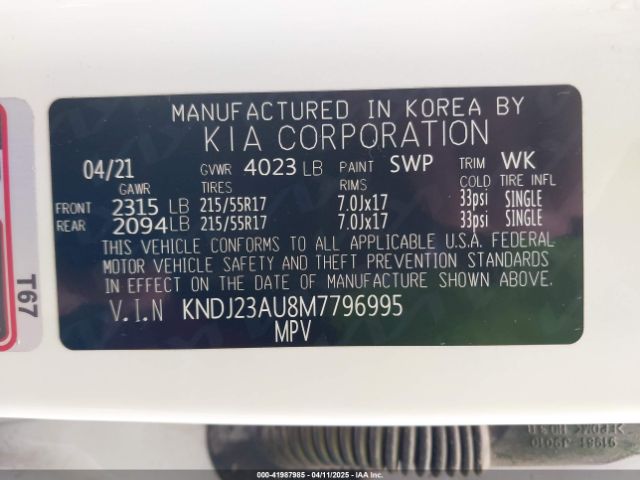 MANUFACTURED IN KOREA BY
KIA CORPORATION
04/21 GVWR 4023 LB PAINT SWP TRIM WK
GAWR TIRES RIMS COLD TIRE INFL
FRONT 2315 LB 215/55R17 7.0Jx17 33psi SINGLE
REAR 2094 LB 215/55R17 7.0Jx17 33psi SINGLE
THIS VEHICLE CONFORMS TO ALL APPLICABLE U.S.A. FEDERAL
MOTOR VEHICLE SAFETY AND THEFT PREVENTION STANDARDS
IN EFFECT ON THE DATE OF MANUFACTURE SHOWN ABOVE.
V.I.N KNDJ23AU8M7796995
MPV
T67
000-41987985 - 04/11/2025 - IAA Inc.